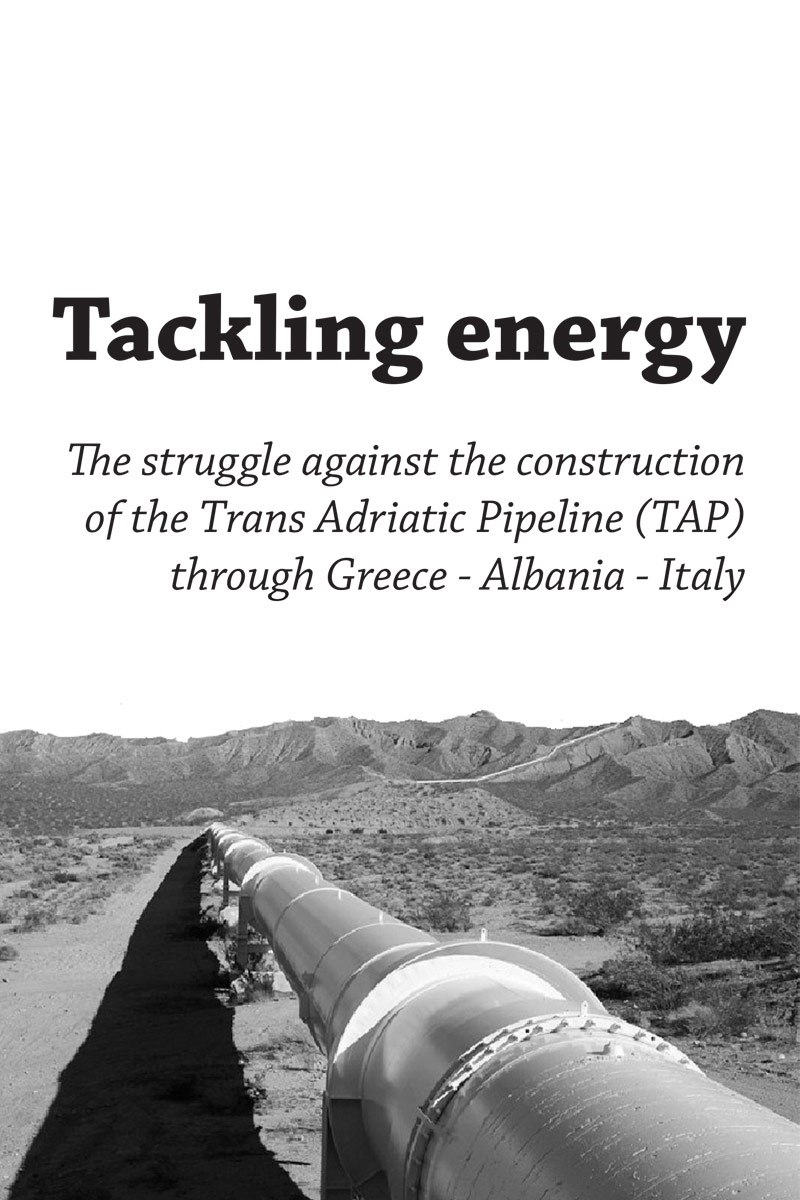 Tackling energy
The struggle against the construction
of the Trans Adriatic Pipeline (TAP)
through Greece - Albania - Italy